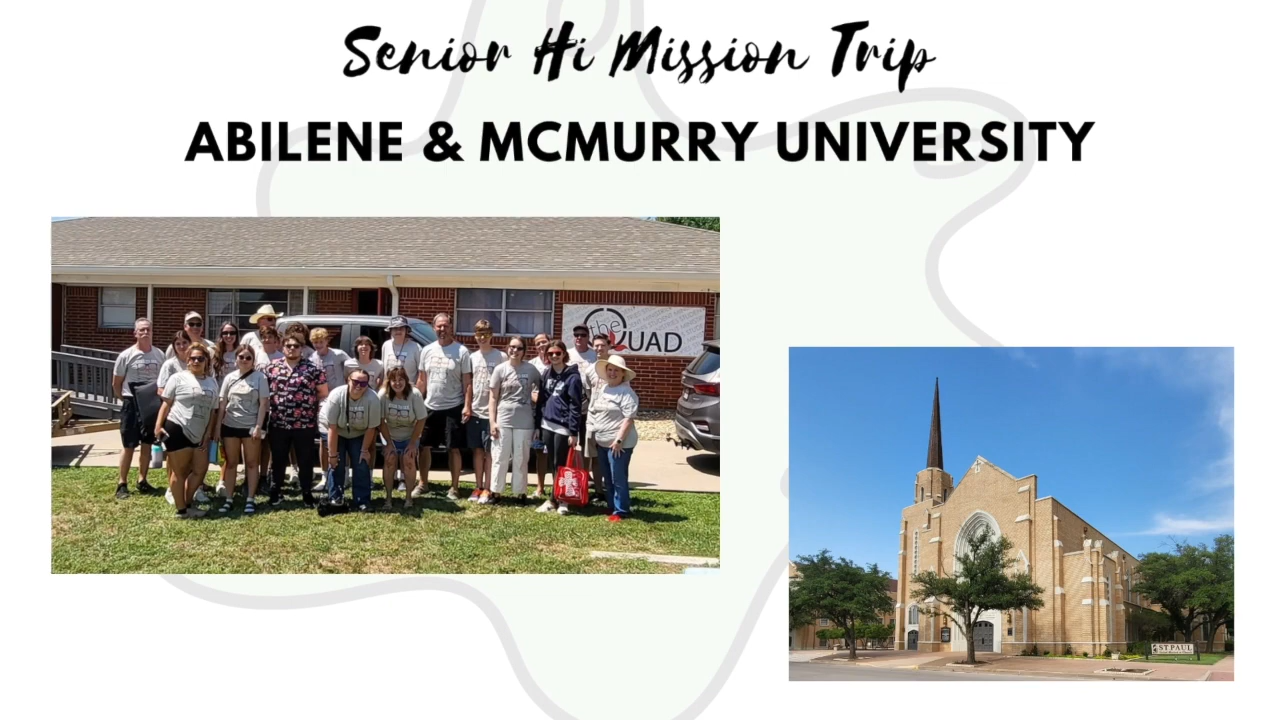 Senior Hi Mission Trip
ABILENE & MCMURRY UNIVERSITY
the
QUAD
ST PAUL